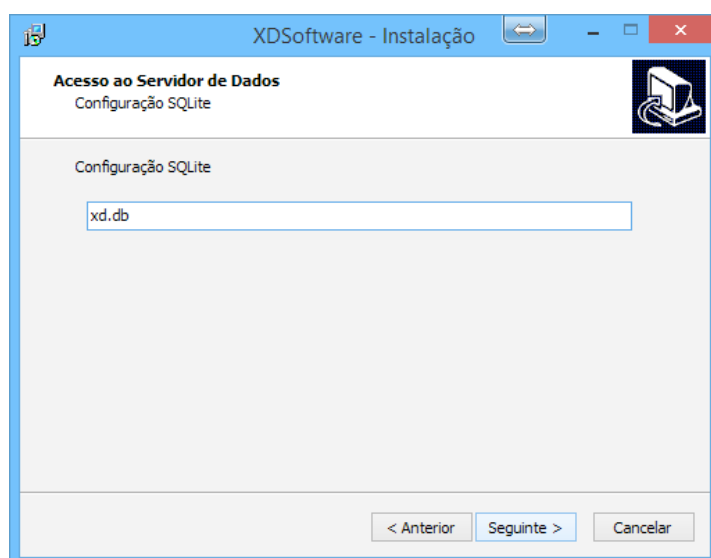 XDSoftware - Instalação
Acesso ao Servidor de Dados
Configuração SQLite
Configuração SQLite
xd.db
< Anterior
Seguinte >
Cancelar